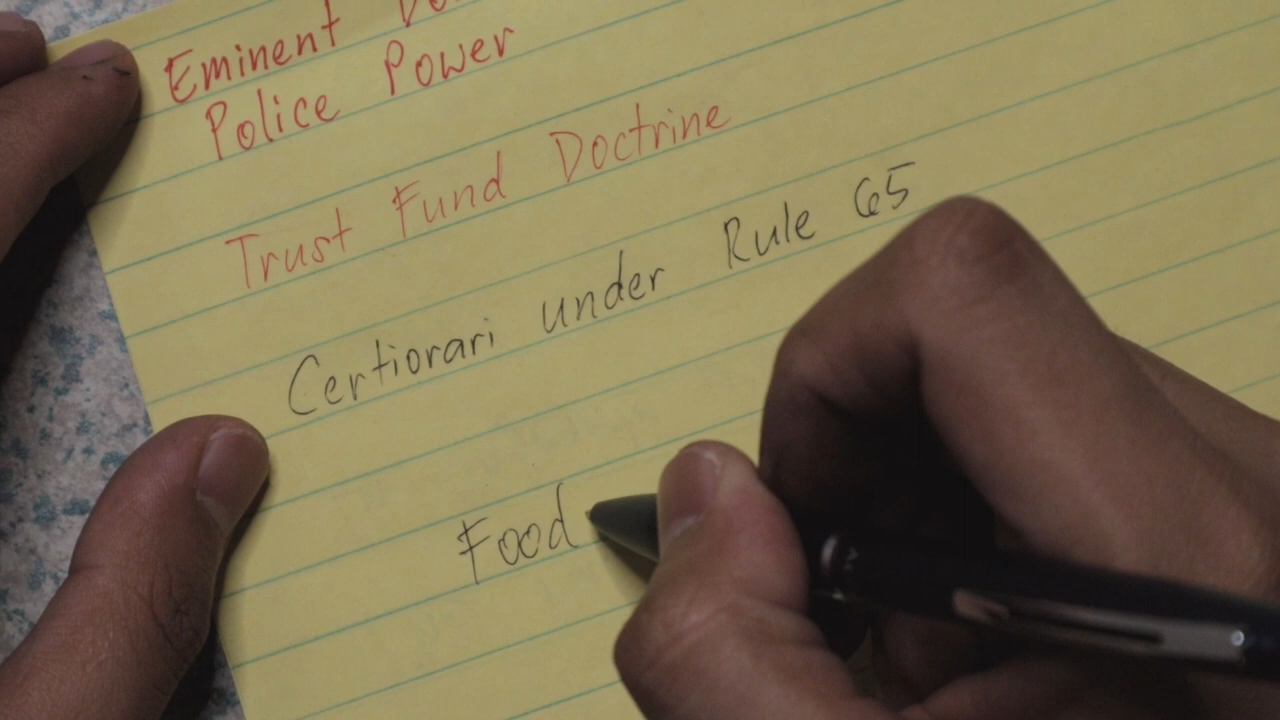 Eminent
Police Power
Trust Fund Doctrine
Certiorari under Rule 65
Food